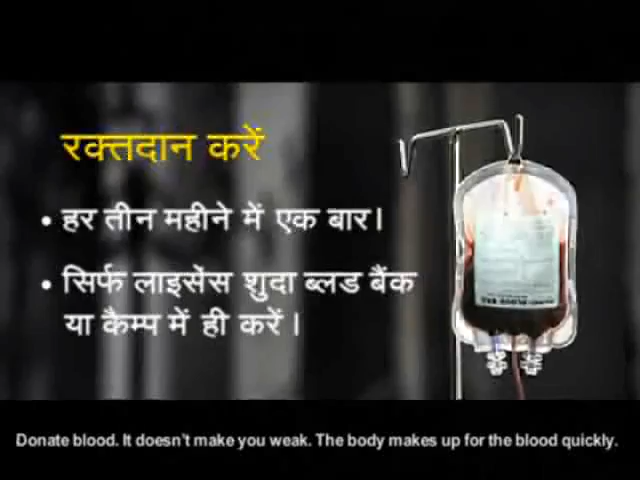 रक्तदान करें
• हर तीन महीने में एक बार।
• सिर्फ लाइसेंस शुदा ब्लड बैंक
या कैम्प में ही करें।
Donate blood. It doesn't make you weak. The body makes up for the blood quickly.